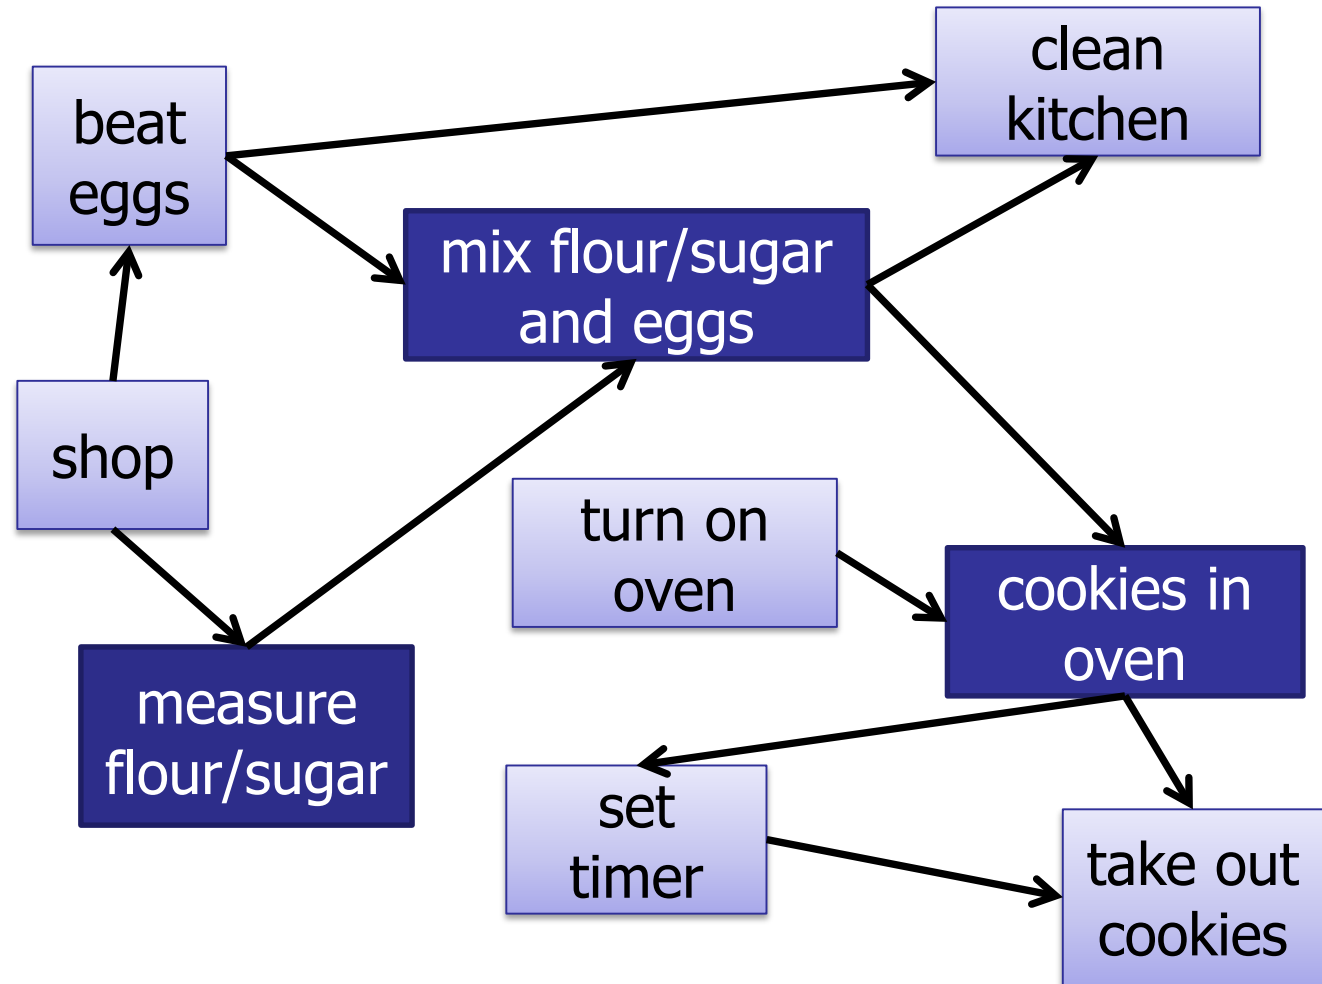 clean
kitchen
beat
eggs
mix flour/sugar
and eggs
shop
turn on
oven
cookies in
oven
measure
flour/sugar
set
timer
take out
cookies